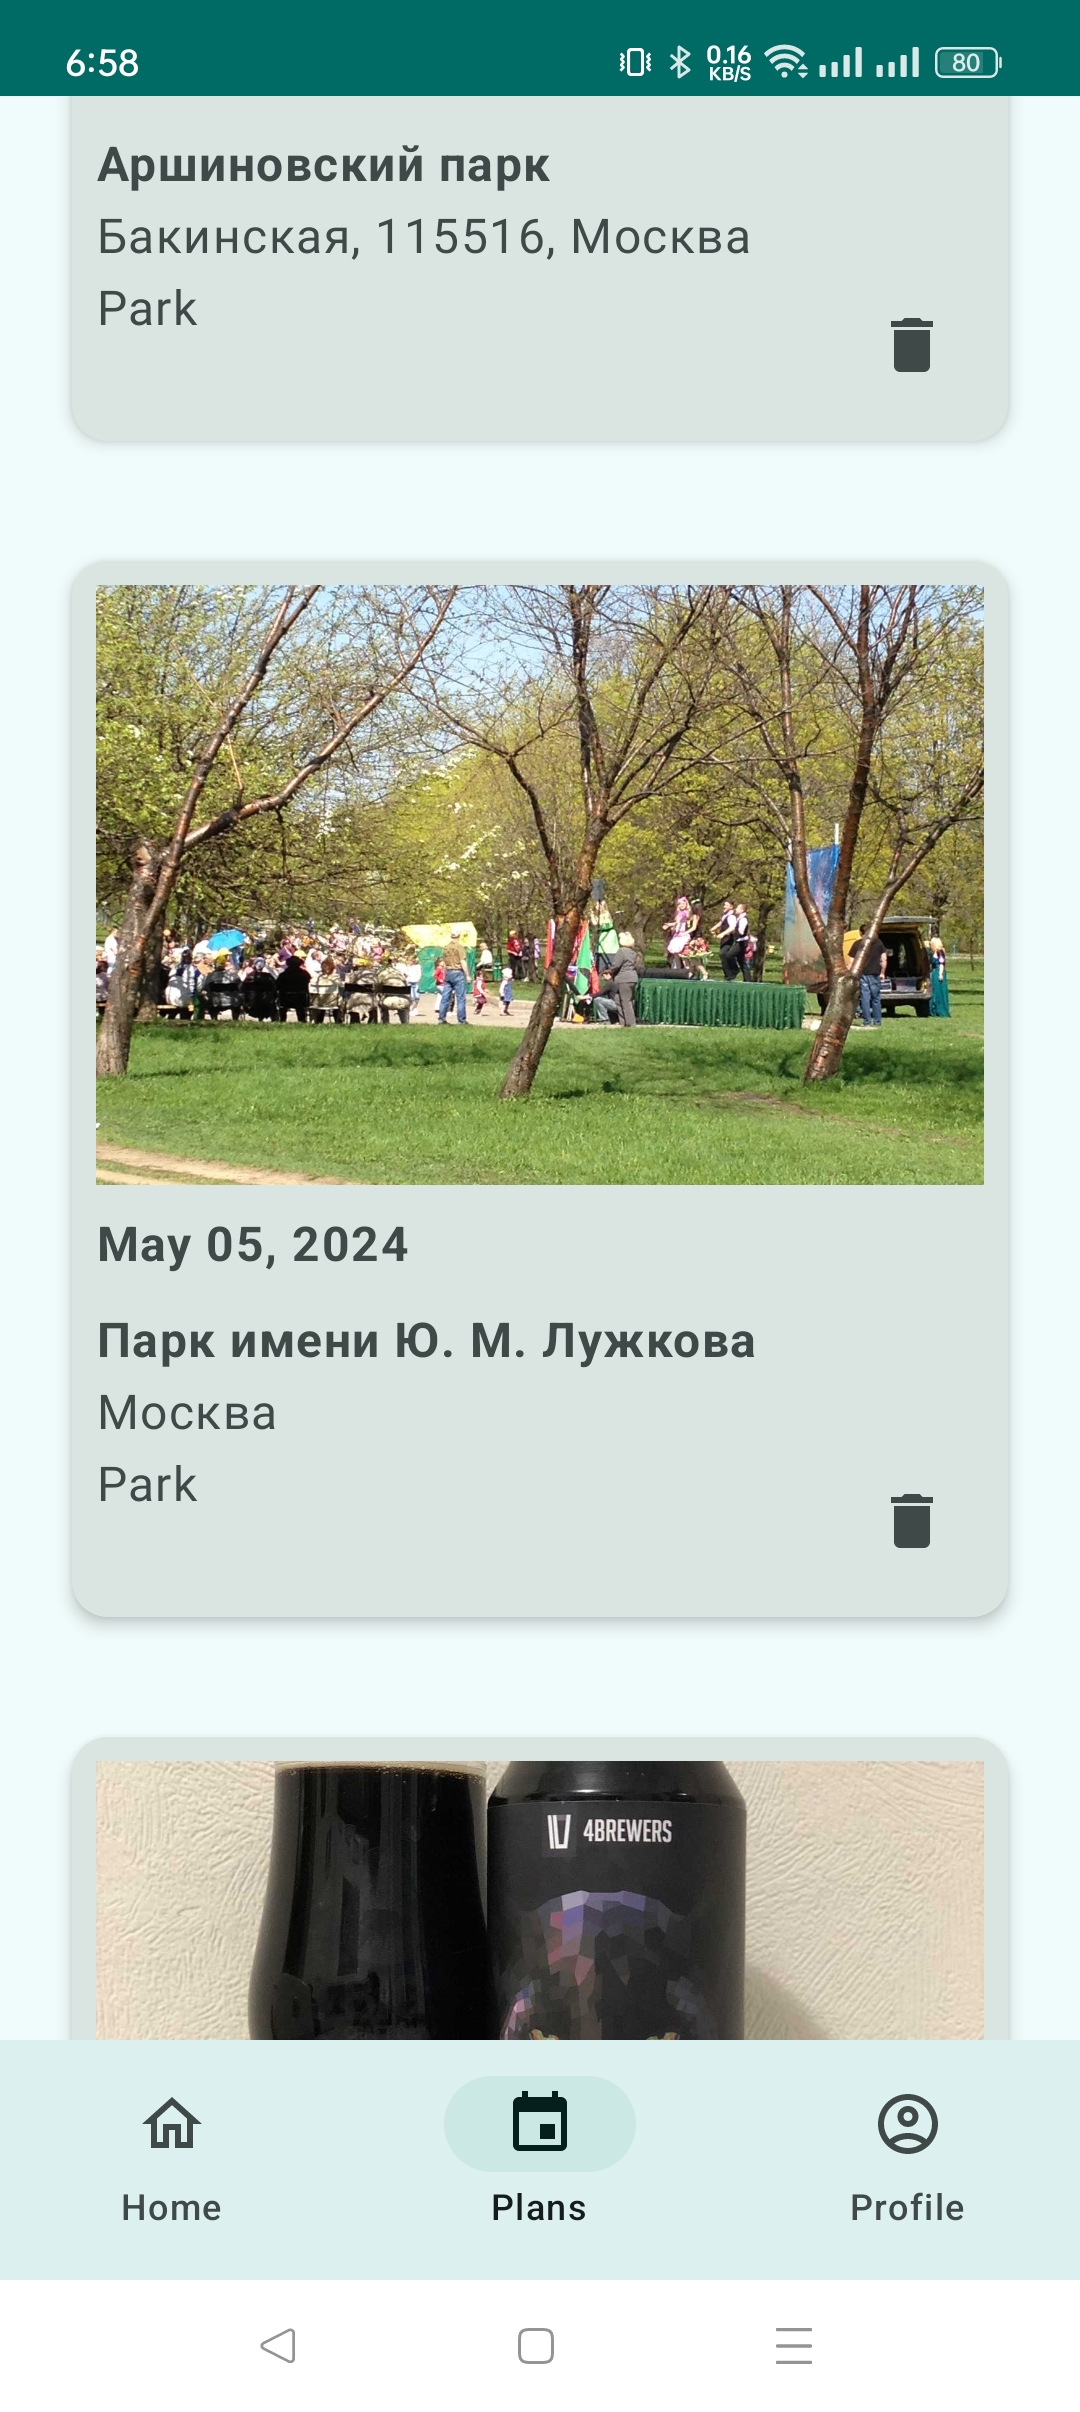 6:58
0.16
KB/S
80
Аршиновский парк
Бакинская, 115516, Москва
Park
May 05, 2024
Парк имени Ю. М. Лужкова
Москва
Park
4BREWERS
Home
Plans
Profile